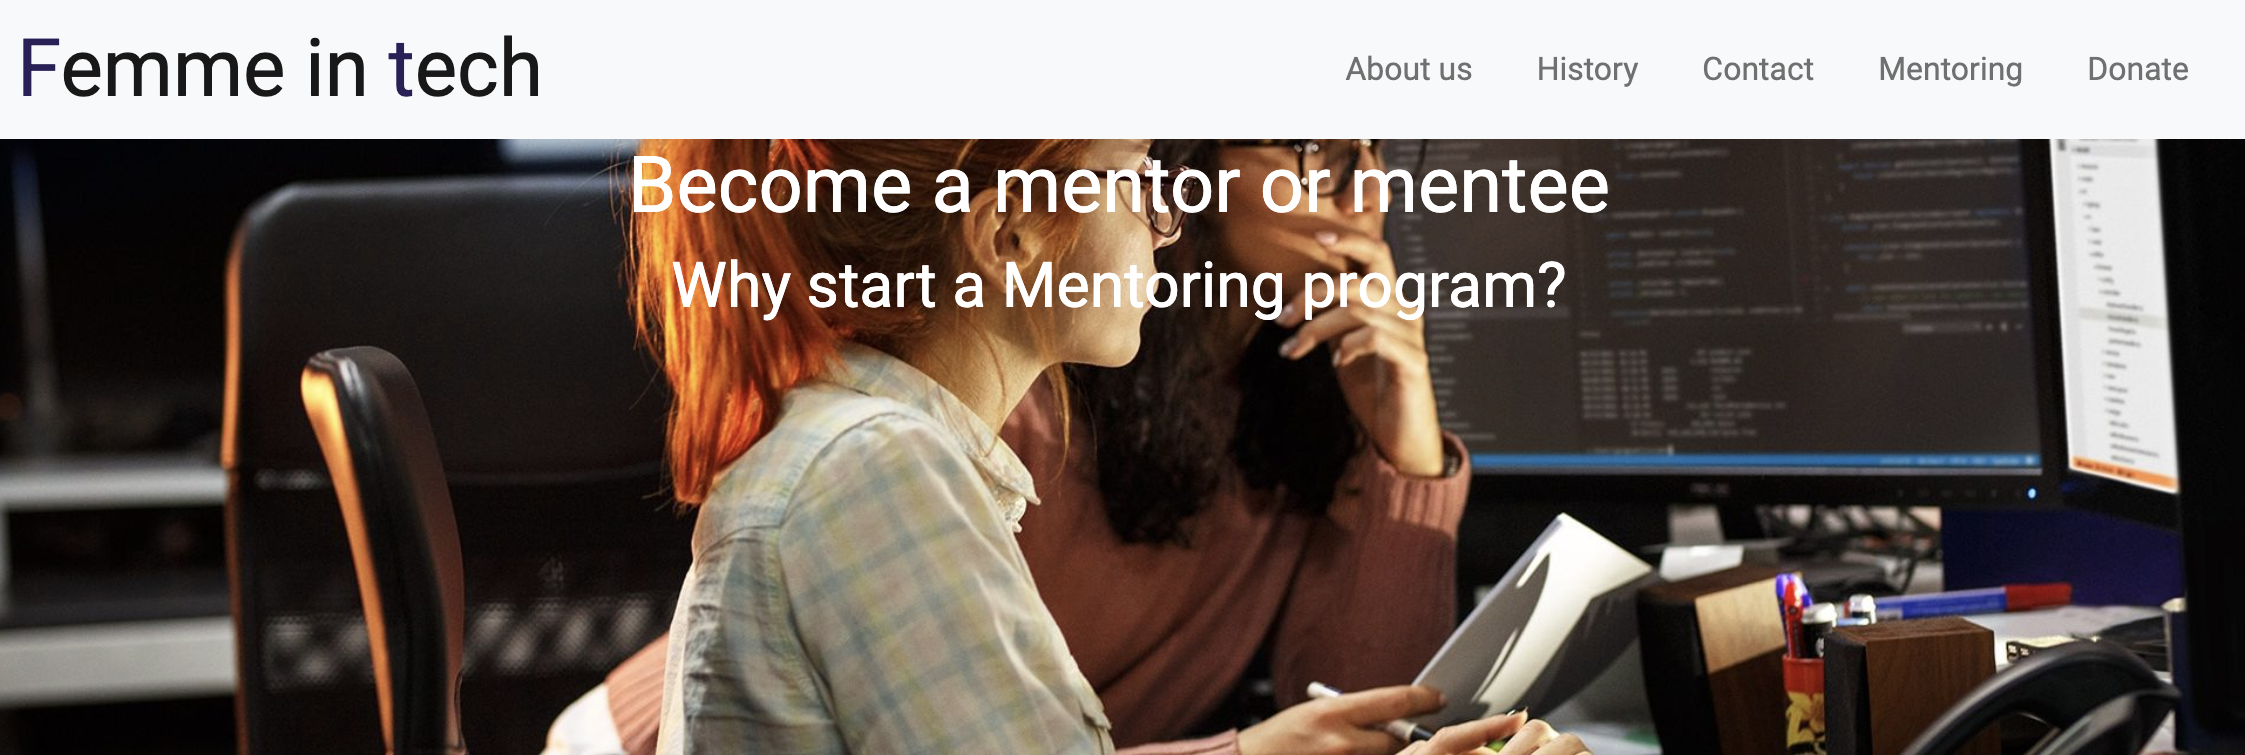 Femme in tech
About us History Contact Mentoring Donate
Become a mentor or mentee
Why start a Mentoring program?